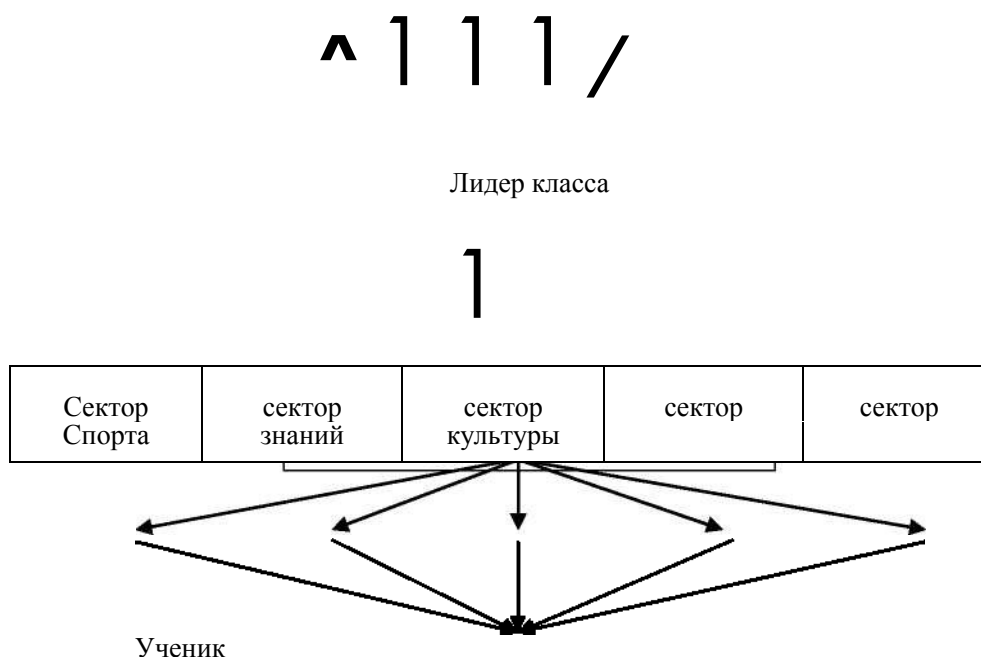 Лидер класса
Сектор сектор сектор сектор сектор
Спорта знаний культуры
Ученик